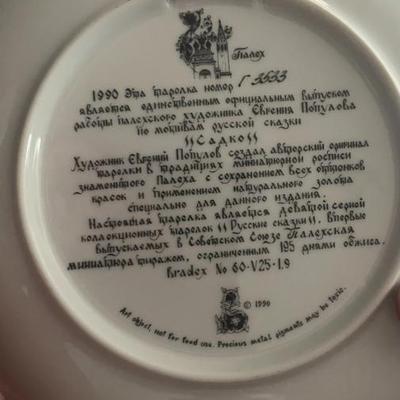 Палех
1990 Эта тарелка номер Г 3633
является единственным официальным выпуском
работы палехского художника Евгения Популова
по мотивам русской сказки
"Садко"
Художник Евгений Популов создал авторский оригинал
тарелки в традициях миниатюрной росписи
знаменитого Палеха с сохранением всех оттенков
красок и применением натурального золота
специально для данного издания.
Настоящая тарелка является девятой серией
коллекционных тарелок "Русские сказки", впервые
выпускаемых в Советском Союзе Палехская
миниатюра тиражом, ограниченным 195 днями обжига.
Bradex No 60-V25-1.9
© 1990
Art object, not for food use. Precious metal pigments may be toxic.